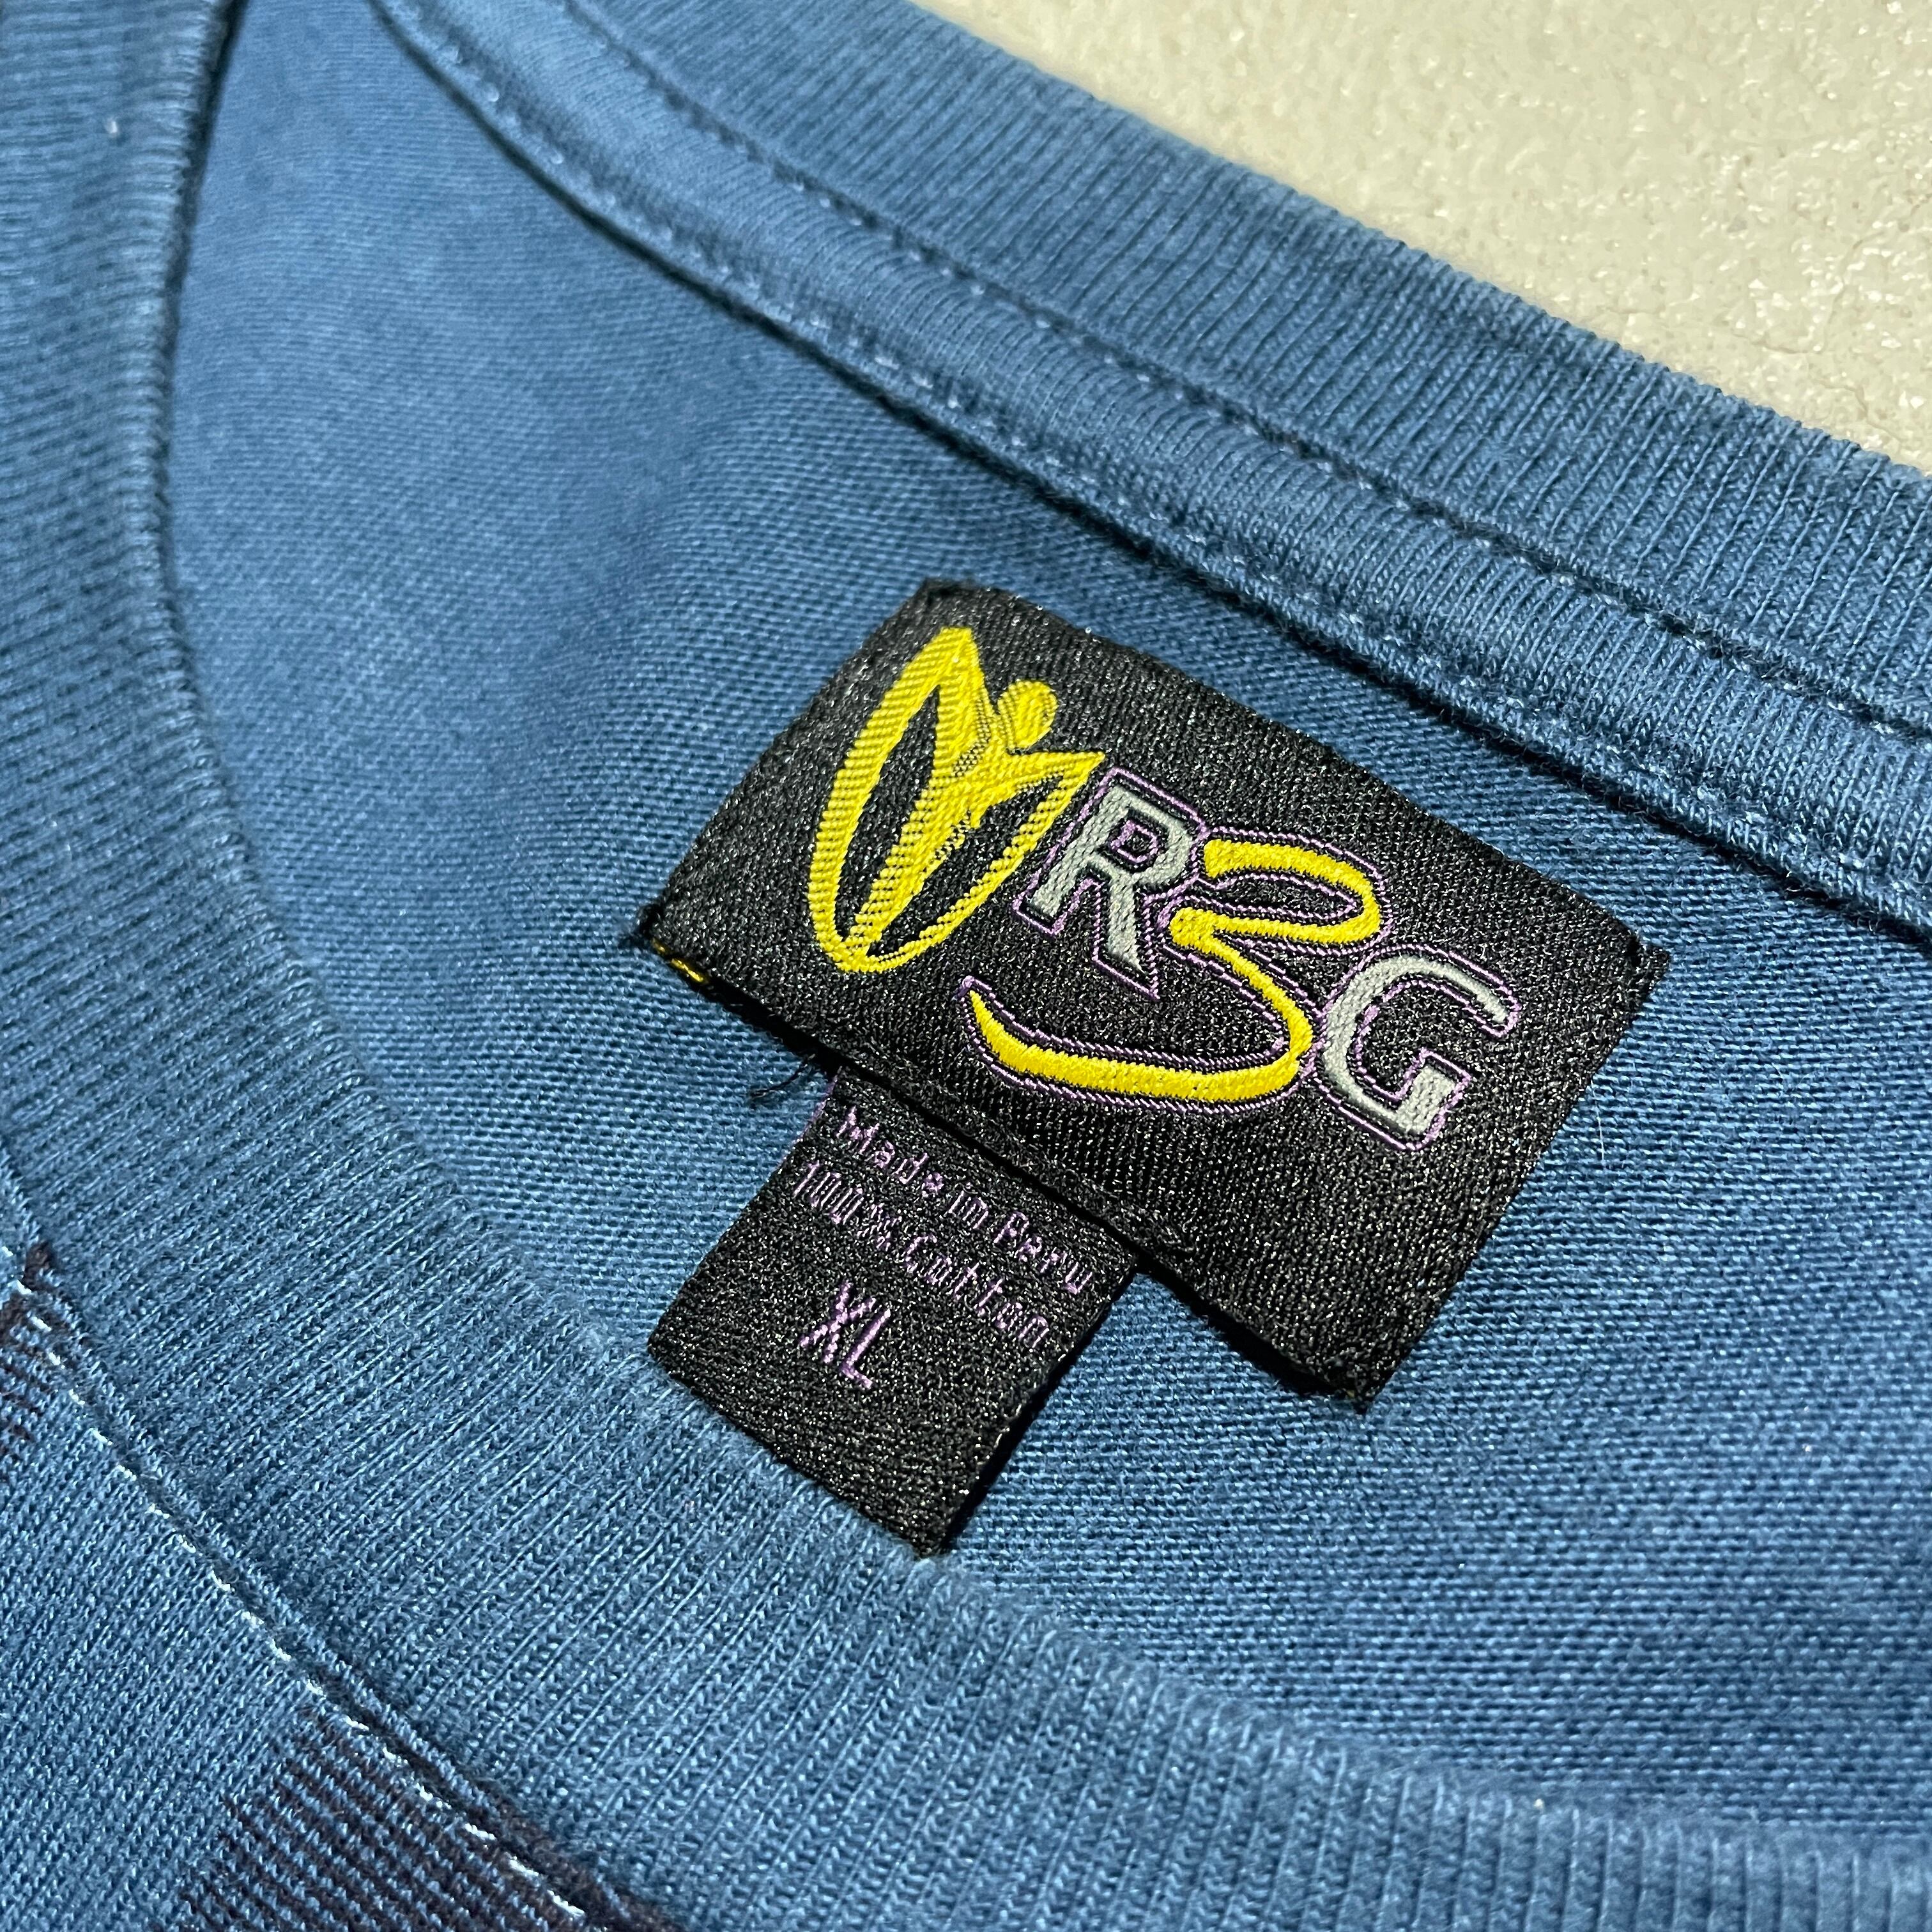 R3G
Made in Peru
100% Cotton
XL